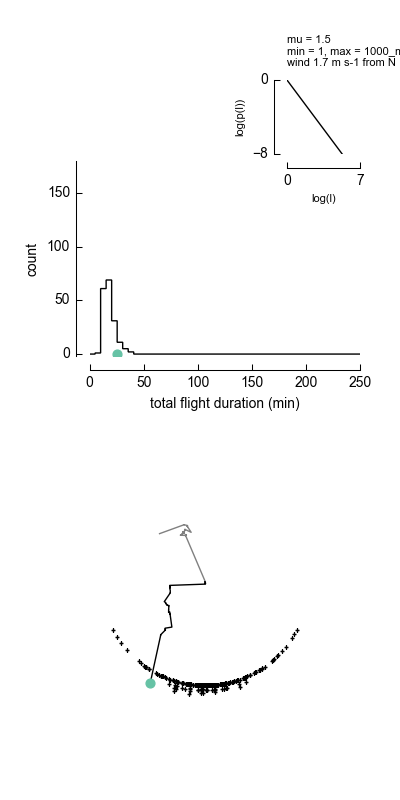 mu = 1.5
min = 1, max = 1000_m
wind 1.7 m s-1 from N
0
log(p(l))
−8
0 7
log(l)
150
100
count
50
0
0 50 100 150 200 250
total flight duration (min)